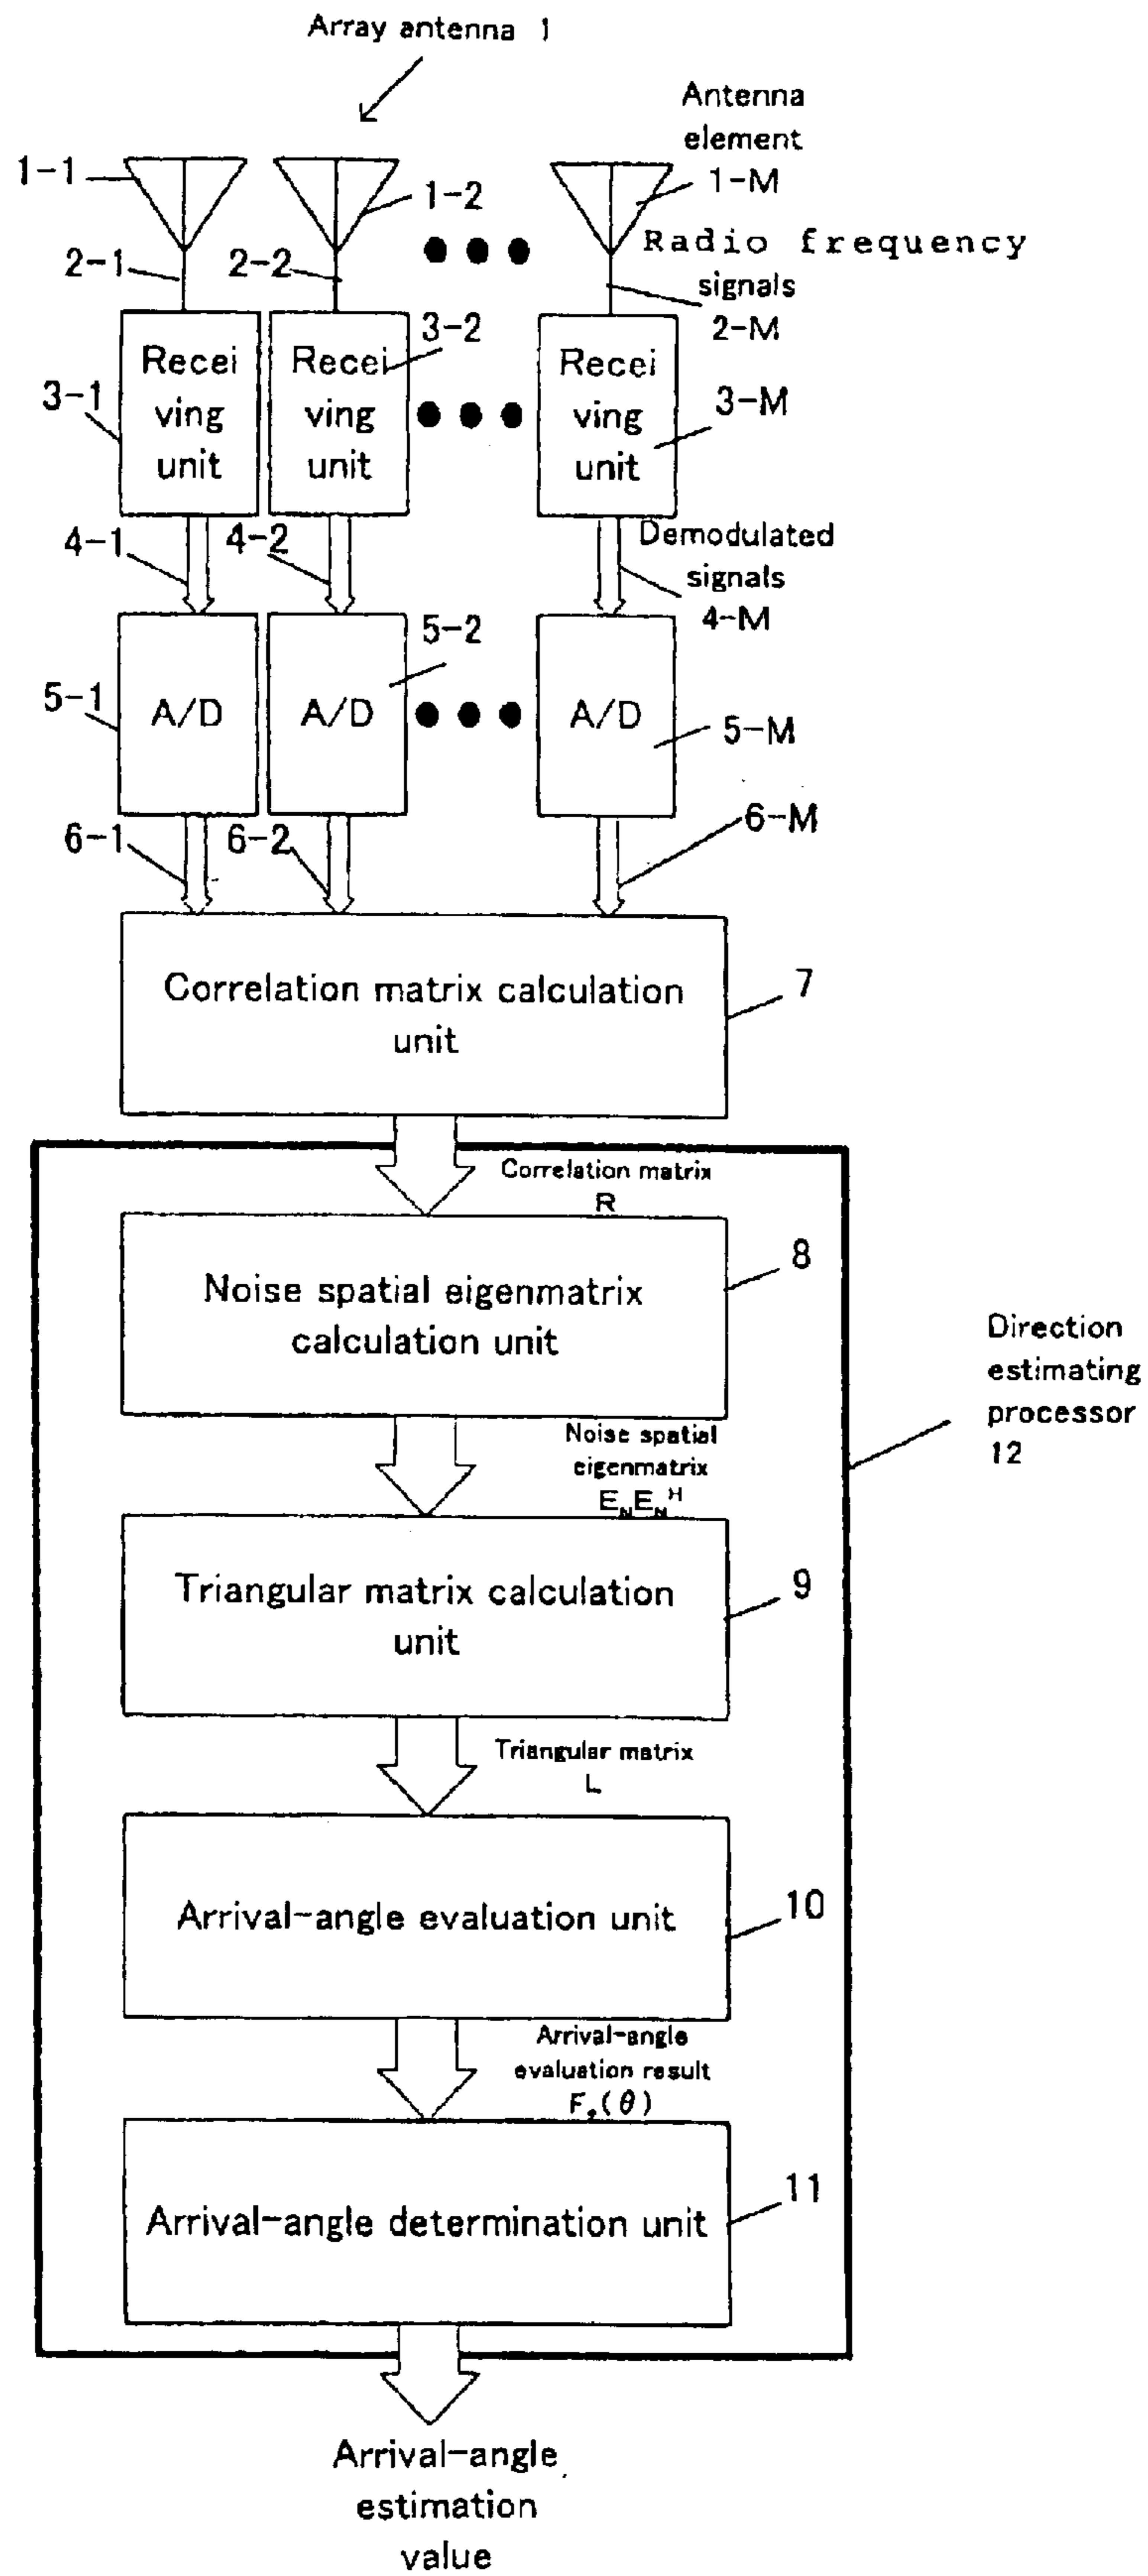 Array antenna 1
Antenna
element
1-M
1-1
1-2
Radio frequency
signals
2-M
2-1
2-2
3-2
Recei
ving
unit
Recei
ving
unit
Recei
ving
unit
3-1
3-M
4-1
4-2
Demodulated
signals
4-M
5-2
5-1
A/D
A/D
A/D
5-M
6-1
6-2
6-M
Correlation matrix calculation
unit
7
Correlation matrix
R
8
Noise spatial eigenmatrix
calculation unit
Direction
estimating
processor
12
Noise spatial
eigenmatrix
E_N E_N^H
Triangular matrix calculation
unit
9
Triangular matrix
L
Arrival-angle evaluation unit
10
Arrival-angle
evaluation result
Arrival-angle determination unit
11
Arrival-angle
estimation
value